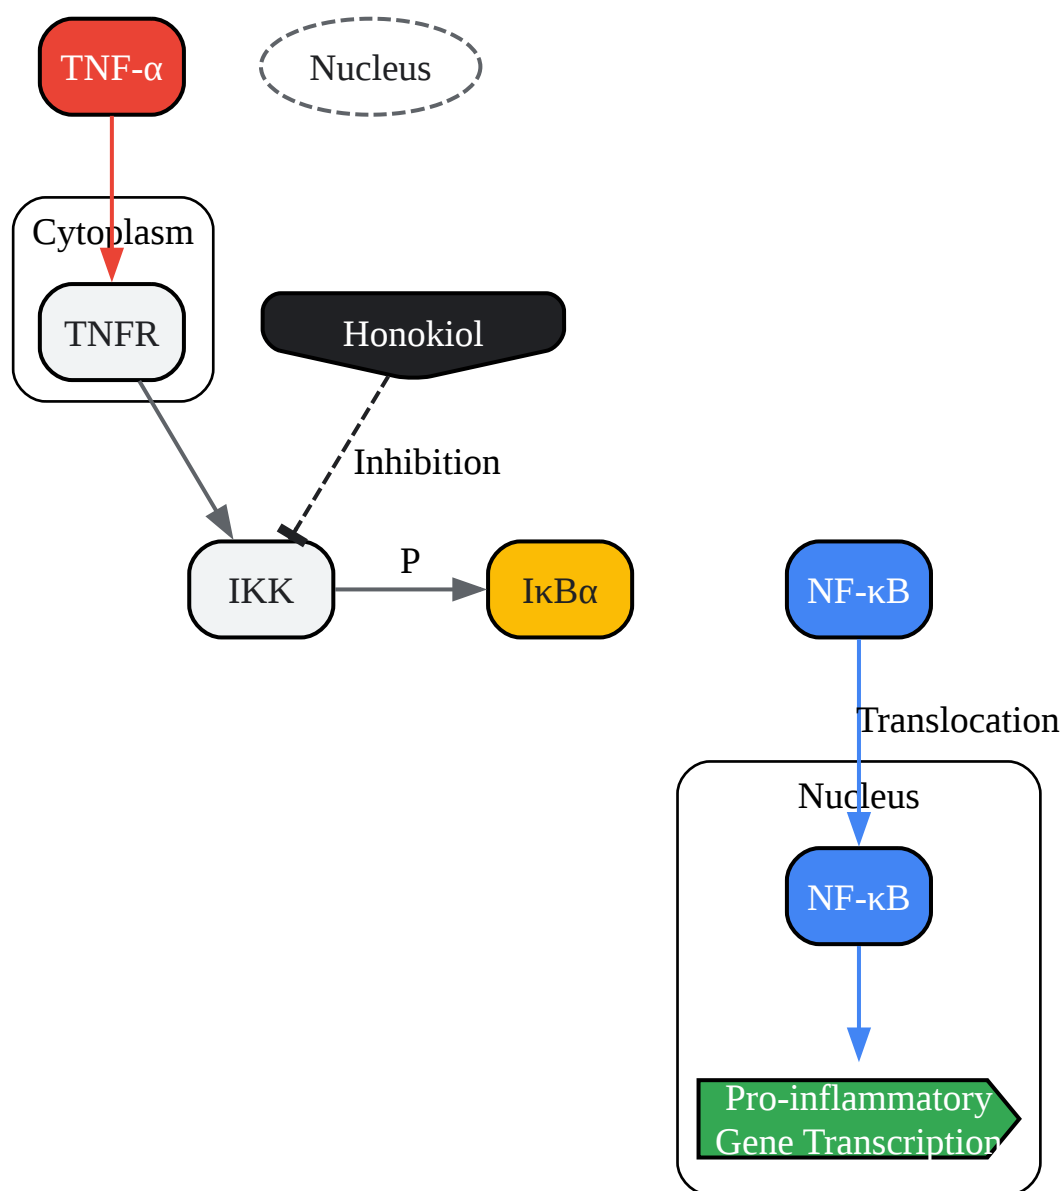 TNF-α
Nucleus
Cytoplasm
TNFR
Honokiol
Inhibition
IKK
P
IκBα
NF-κB
Translocation
Nucleus
NF-κB
Pro-inflammatory
Gene Transcription